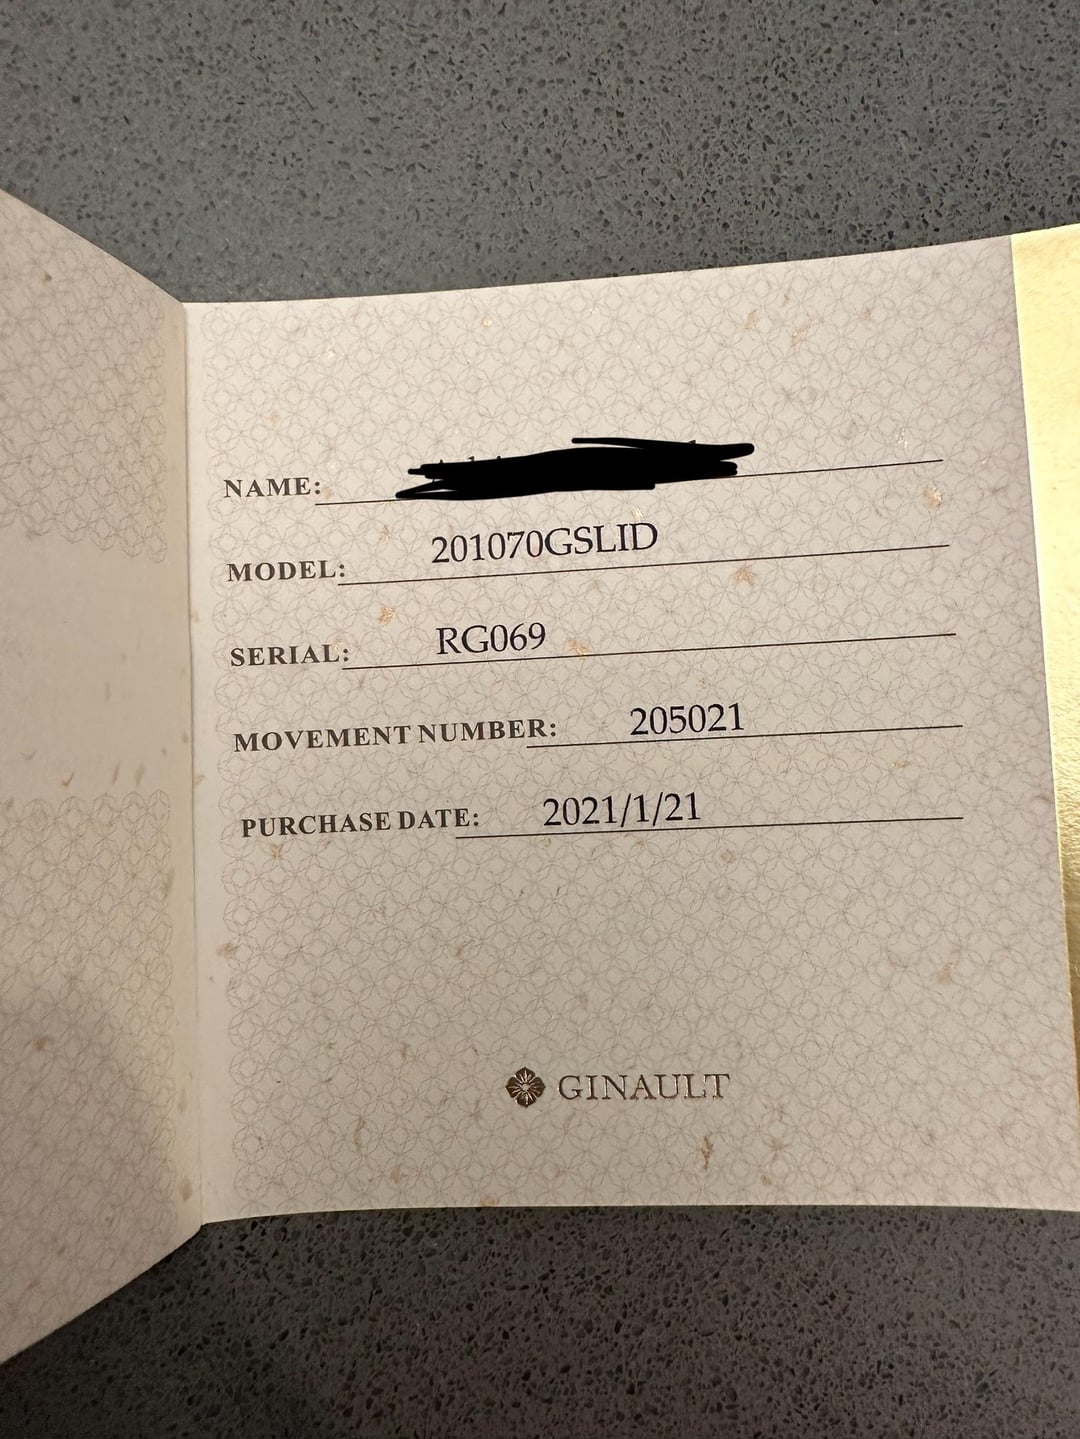 NAME:
MODEL: 201070GSLID
SERIAL: RG069
MOVEMENT NUMBER: 205021
PURCHASE DATE: 2021/1/21
GINAULT